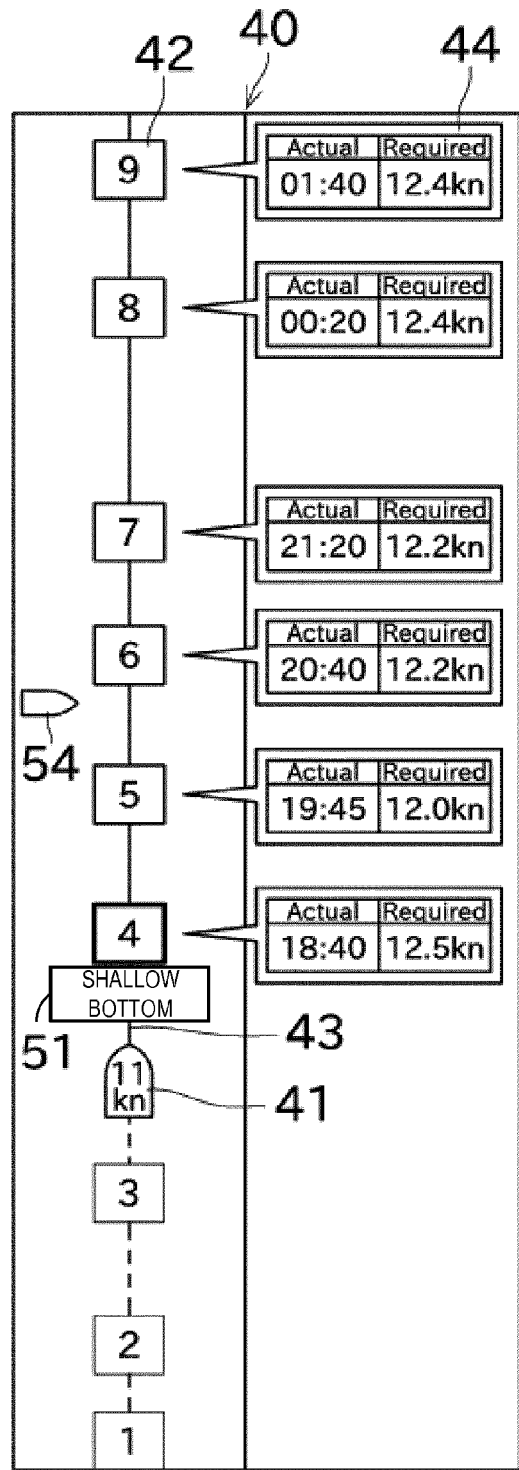 42
40
44
9
Actual Required
01:40 12.4kn
8
Actual Required
00:20 12.4kn
7
Actual Required
21:20 12.2kn
6
Actual Required
20:40 12.2kn
54
5
Actual Required
19:45 12.0kn
4
Actual Required
18:40 12.5kn
SHALLOW
BOTTOM
51
43
11
kn
41
3
2
1